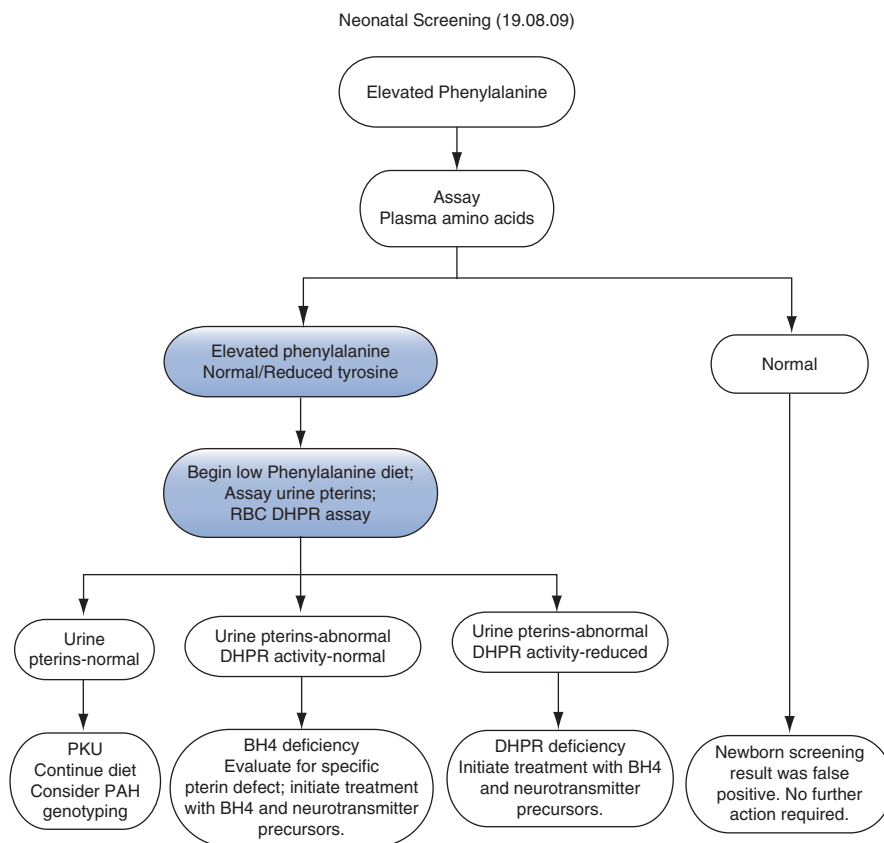 Neonatal Screening (19.08.09)
Elevated Phenylalanine
Assay
Plasma amino acids
Elevated phenylalanine
Normal/Reduced tyrosine
Normal
Begin low Phenylalanine diet;
Assay urine pterins;
RBC DHPR assay
Urine
pterins-normal
Urine pterins-abnormal
DHPR activity-normal
Urine pterins-abnormal
DHPR activity-reduced
PKU
Continue diet
Consider PAH
genotyping
BH4 deficiency
Evaluate for specific
pterin defect; initiate treatment
with BH4 and neurotransmitter
precursors.
DHPR deficiency
Initiate treatment with BH4
and neurotransmitter
precursors.
Newborn screening
result was false
positive. No further
action required.